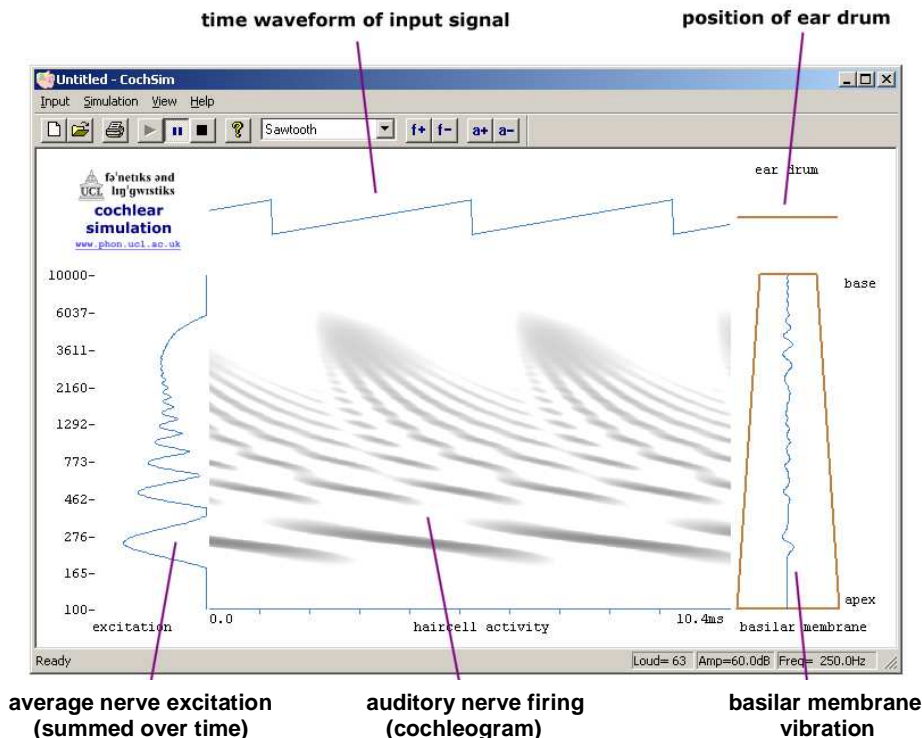 time waveform of input signal
position of ear drum
Untitled - CochSim
Input Simulation View Help
Sawtooth
f+ f- a+ a-
fə'netɪks ənd
UCL lɪŋ'gwɪstɪks
cochlear
simulation
www.phon.ucl.ac.uk
ear drum
10000-
6037-
3611-
2160-
1292-
773-
462-
276-
165-
100-
base
apex
0.0
10.4ms
excitation
haircell activity
basilar membrane
Ready
Loud= 63 Amp=60.0dB Freq= 250.0Hz
average nerve excitation
(summed over time)
auditory nerve firing
(cochleogram)
basilar membrane
vibration